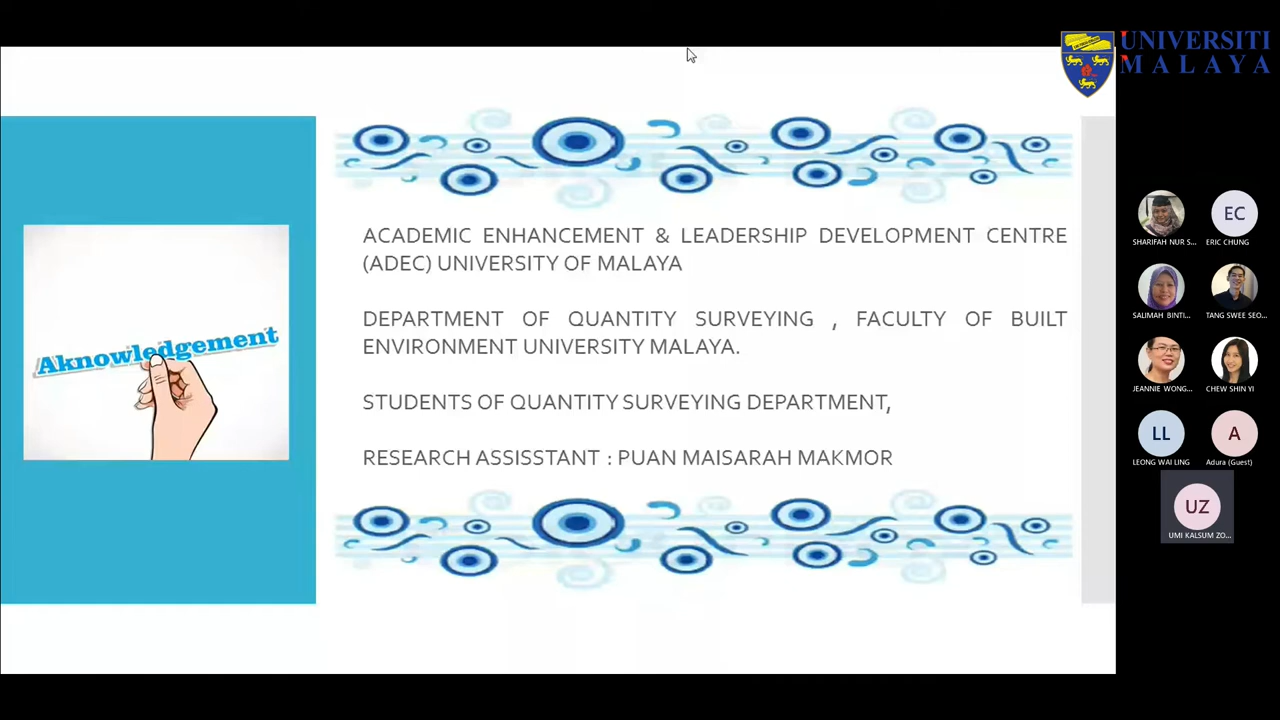 UNIVERSITI
MALAYA
Aknowledgement
ACADEMIC ENHANCEMENT & LEADERSHIP DEVELOPMENT CENTRE
(ADEC) UNIVERSITY OF MALAYA
DEPARTMENT OF QUANTITY SURVEYING , FACULTY OF BUILT
ENVIRONMENT UNIVERSITY MALAYA.
STUDENTS OF QUANTITY SURVEYING DEPARTMENT,
RESEARCH ASSISSTANT : PUAN MAISARAH MAKMOR
EC
SHARIFAH NUR S... ERIC CHUNG
SALIMAH BINTI... TANG SWEE SEO...
JEANNIE WONG... CHEW SHIN YI
LL A
LEONG WAI LING Adura (Guest)
UZ
UMI KALSUM ZO...